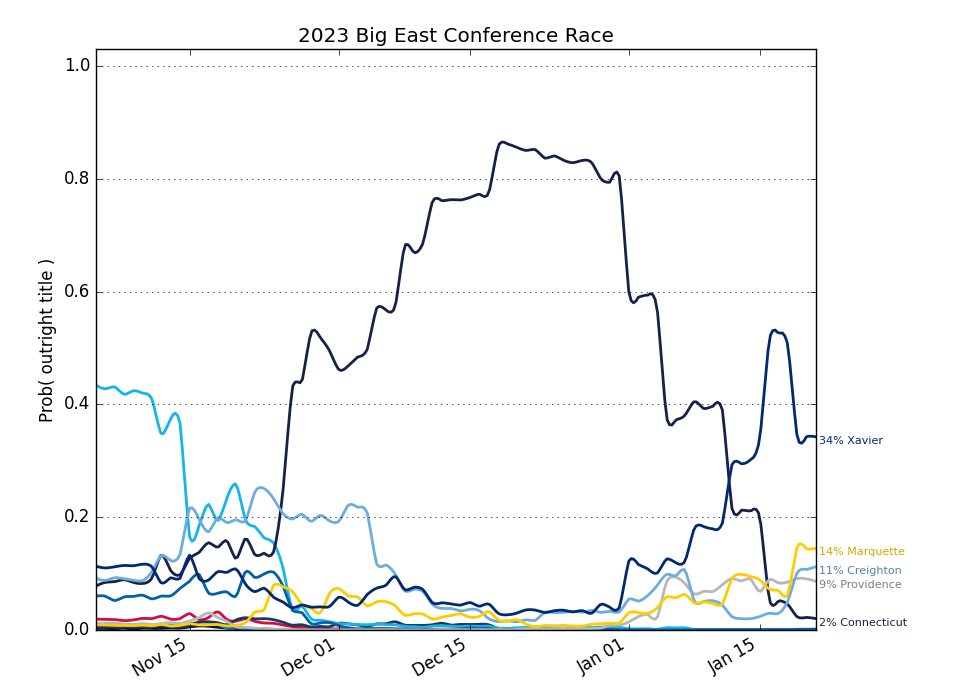 2023 Big East Conference Race
Prob( outright title )
1.0
0.8
0.6
0.4
0.2
0.0
34% Xavier
14% Marquette
11% Creighton
9% Providence
2% Connecticut
Nov 15
Dec 01
Dec 15
Jan 01
Jan 15